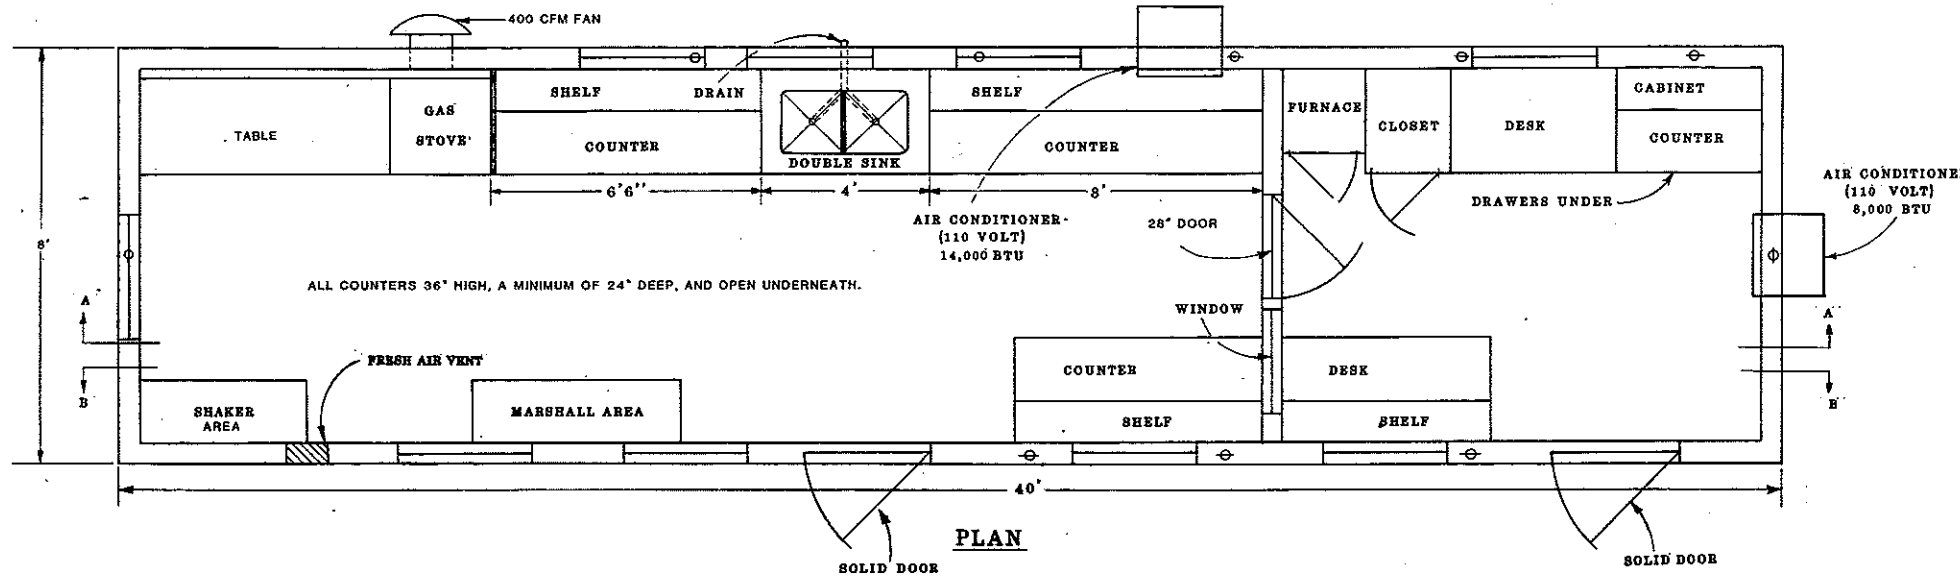 400 CFM FAN
SHELF
DRAIN
SHELF
CABINET
GAS
STOVE
TABLE
FURNACE
CLOSET
DESK
COUNTER
COUNTER
COUNTER
DOUBLE SINK
6'6"
4'
8'
AIR CONDITIONE
(110 VOLT)
8,000 BTU
DRAWERS UNDER
AIR CONDITIONER
(110 VOLT)
14,000 BTU
28" DOOR
8'
ALL COUNTERS 36" HIGH, A MINIMUM OF 24" DEEP, AND OPEN UNDERNEATH.
A
WINDOW
A
FRESH AIR VENT
COUNTER
DESK
B
B
SHAKER
AREA
MARSHALL AREA
SHELF
SHELF
40'
PLAN
SOLID DOOR
SOLID DOOR